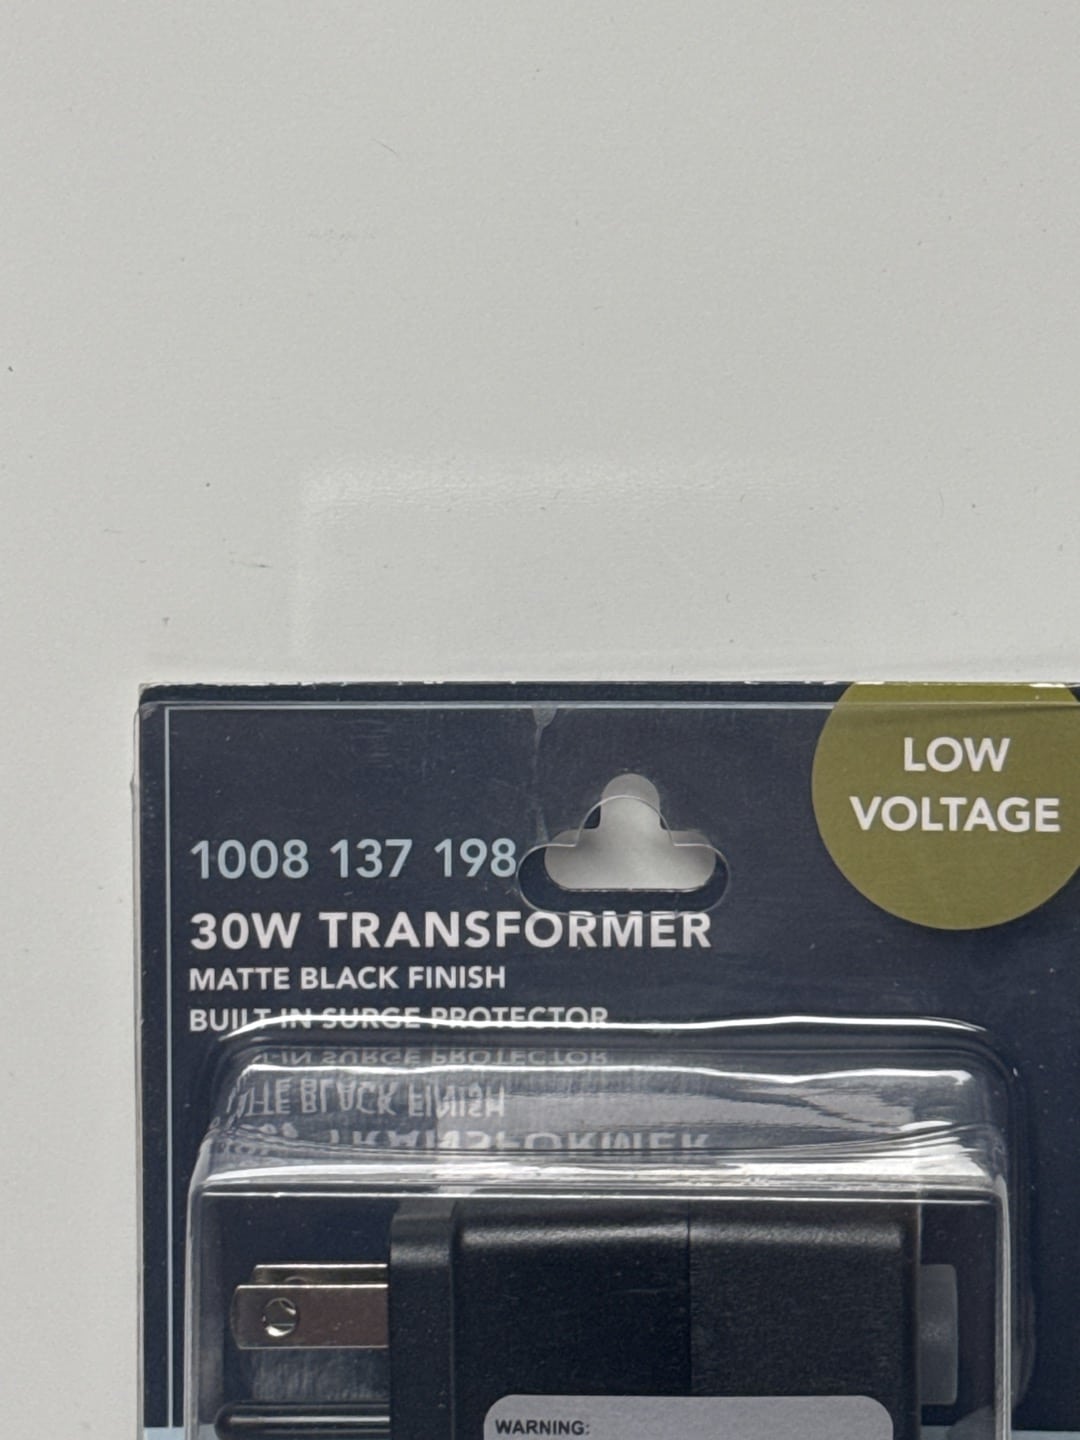 LOW
VOLTAGE
1008 137 198
30W TRANSFORMER
MATTE BLACK FINISH
BUILT-IN SURGE PROTECTOR
WARNING: